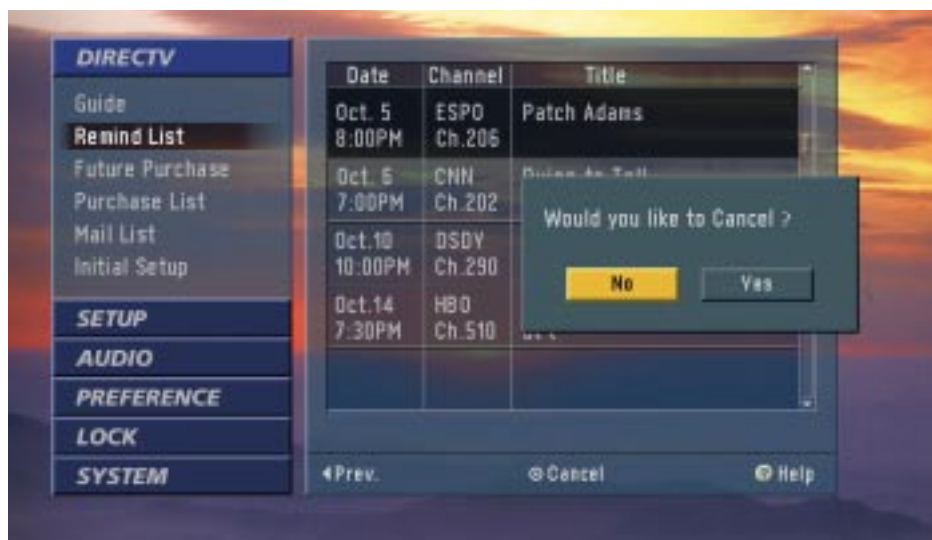 DIRECTV
Guide
Remind List
Future Purchase
Purchase List
Mail List
Initial Setup
SETUP
AUDIO
PREFERENCE
LOCK
SYSTEM
Date Channel Title
Oct. 5 ESPO Patch Adams
8:00PM Ch.206
Oct. 6 CNN
7:00PM Ch.202
Oct.10 DSDY
10:00PM Ch.290
Oct.14 HBO
7:30PM Ch.510
Would you like to Cancel ?
No Yes
Prev. Cancel Help